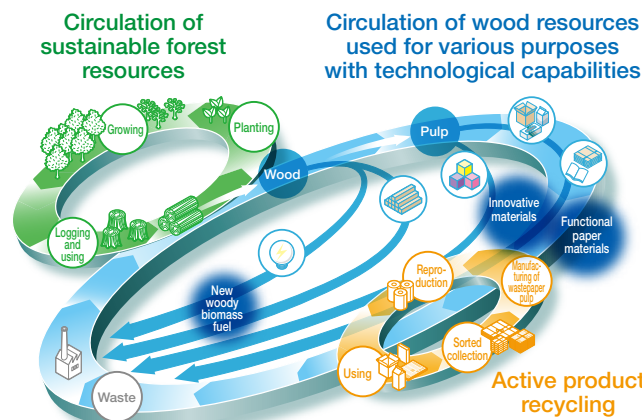 Circulation of
sustainable forest
resources
Circulation of wood resources
used for various purposes
with technological capabilities
Growing
Planting
Logging
and
using
Wood
Pulp
Innovative
materials
Functional
paper
materials
New
woody
biomass
fuel
Repro-
duction
Manufac-
turing of
wastepaper
pulp
Sorted
collection
Using
Waste
Active product
recycling